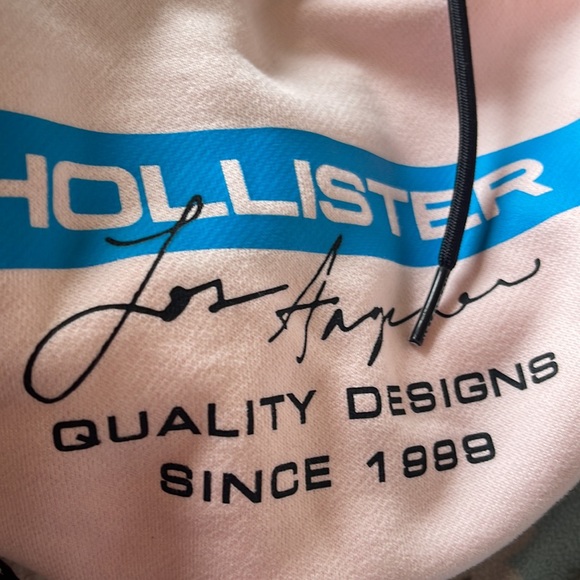 HOLLISTER
Los Angeles
QUALITY DESIGNS
SINCE 1999